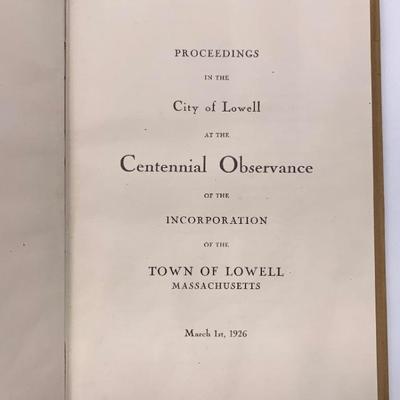 PROCEEDINGS
IN THE
City of Lowell
AT THE
Centennial Observance
OF THE
INCORPORATION
OF THE
TOWN OF LOWELL
MASSACHUSETTS
March 1st, 1926